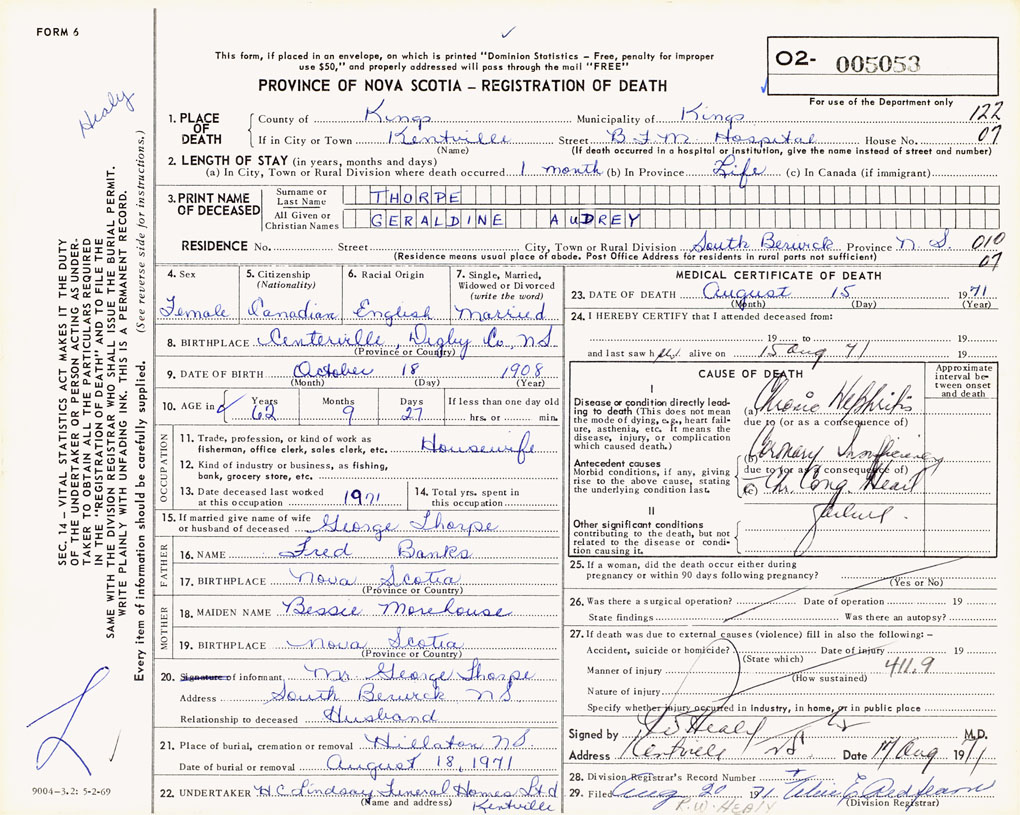 FORM 6
This form, if placed in an envelope, on which is printed "Dominion Statistics – Free, penalty for improper
use $50," and properly addressed will pass through the mail "FREE"
PROVINCE OF NOVA SCOTIA – REGISTRATION OF DEATH
02- 005053
For use of the Department only
Healy
SEC. 14 – VITAL STATISTICS ACT MAKES IT THE DUTY
OF THE UNDERTAKER OR PERSON ACTING AS UNDER-
TAKER TO OBTAIN ALL THE PARTICULARS REQUIRED
IN THE "REGISTRATION OF DEATH" AND TO FILE THE
SAME WITH THE DIVISION REGISTRAR WHO SHALL ISSUE THE BURIAL PERMIT.
WRITE PLAINLY WITH UNFADING INK. THIS IS A PERMANENT RECORD.
Every item of information should be carefully supplied. (See reverse side for instructions.)
9004-3.2: 5-2-69
1. PLACE OF DEATH
County of Kings Municipality of Kings 122
If in City or Town Kentville Street B.F.M. Hospital House No. 07
(Name) (If death occurred in a hospital or institution, give the name instead of street and number)
2. LENGTH OF STAY (in years, months and days)
(a) In City, Town or Rural Division where death occurred 1 month (b) In Province Life (c) In Canada (if immigrant)
3. PRINT NAME OF DECEASED
Surname or Last Name THORPE
All Given or Christian Names GERALDINE AUDREY
RESIDENCE No. Street City, Town or Rural Division South Berwick Province N.S. 010
(Residence means usual place of abode. Post Office Address for residents in rural parts not sufficient) 07
4. Sex 5. Citizenship (Nationality) 6. Racial Origin 7. Single, Married, Widowed or Divorced (write the word)
Female Canadian English Married
8. BIRTHPLACE Centerville, Digby Co, NS
(Province or Country)
9. DATE OF BIRTH October 18 1908
(Month) (Day) (Year)
10. AGE in Years Months Days If less than one day old
62 9 27 hrs. or min.
OCCUPATION
11. Trade, profession, or kind of work as
fisherman, office clerk, sales clerk, etc. Housewife
12. Kind of industry or business, as fishing,
bank, grocery store, etc.
13. Date deceased last worked at this occupation 1971 14. Total yrs. spent in this occupation
15. If married give name of wife
or husband of deceased George Thorpe
FATHER
16. NAME Fred Banks
17. BIRTHPLACE Nova Scotia
(Province or Country)
MOTHER
18. MAIDEN NAME Bessie Morehouse
19. BIRTHPLACE Nova Scotia
(Province or Country)
20. Signature of informant Mr. George Thorpe
Address South Berwick NS
Relationship to deceased Husband
21. Place of burial, cremation or removal Hillaton NS
Date of burial or removal August 18, 1971
22. UNDERTAKER H C Lindsay Funeral Homes Ltd
(Name and address) Kentville
MEDICAL CERTIFICATE OF DEATH
23. DATE OF DEATH August 15 1971
(Month) (Day) (Year)
24. I HEREBY CERTIFY that I attended deceased from:
19 to 19
and last saw h alive on 15 Aug 71 19
CAUSE OF DEATH
Approximate interval between onset and death
I
Disease or condition directly lead-
ing to death (This does not mean
the mode of dying, e.g., heart fail-
ure, asthenia, etc. It means the
disease, injury, or complication
which caused death.)
(a) Chronic Nephritis
due to (or as a consequence of)
Antecedent causes
Morbid conditions, if any, giving
rise to the above cause, stating
the underlying condition last.
(b) Coronary Insufficiency
due to (or as a consequence of)
(c) Ch. Cong. Heart
failure.
II
Other significant conditions
contributing to the death, but not
related to the disease or condi-
tion causing it.
25. If a woman, did the death occur either during
pregnancy or within 90 days following pregnancy?
(Yes or No)
26. Was there a surgical operation? Date of operation 19
State findings Was there an autopsy?
27. If death was due to external causes (violence) fill in also the following: –
Accident, suicide or homicide? Date of injury 19
(State which)
Manner of injury 411.9
(How sustained)
Nature of injury
Specify whether injury occurred in industry, in home, or in public place
Signed by Healy M.D.
Address Kentville NS Date 17 Aug 1971
28. Division Registrar's Record Number
29. Filed Aug 20 1971
(Division Registrar)
R.W. HEALY